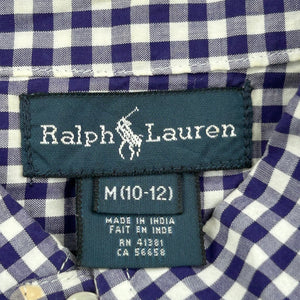 Ralph Lauren
M (10-12)
MADE IN INDIA
FAIT EN INDE
RN 41381
CA 56658